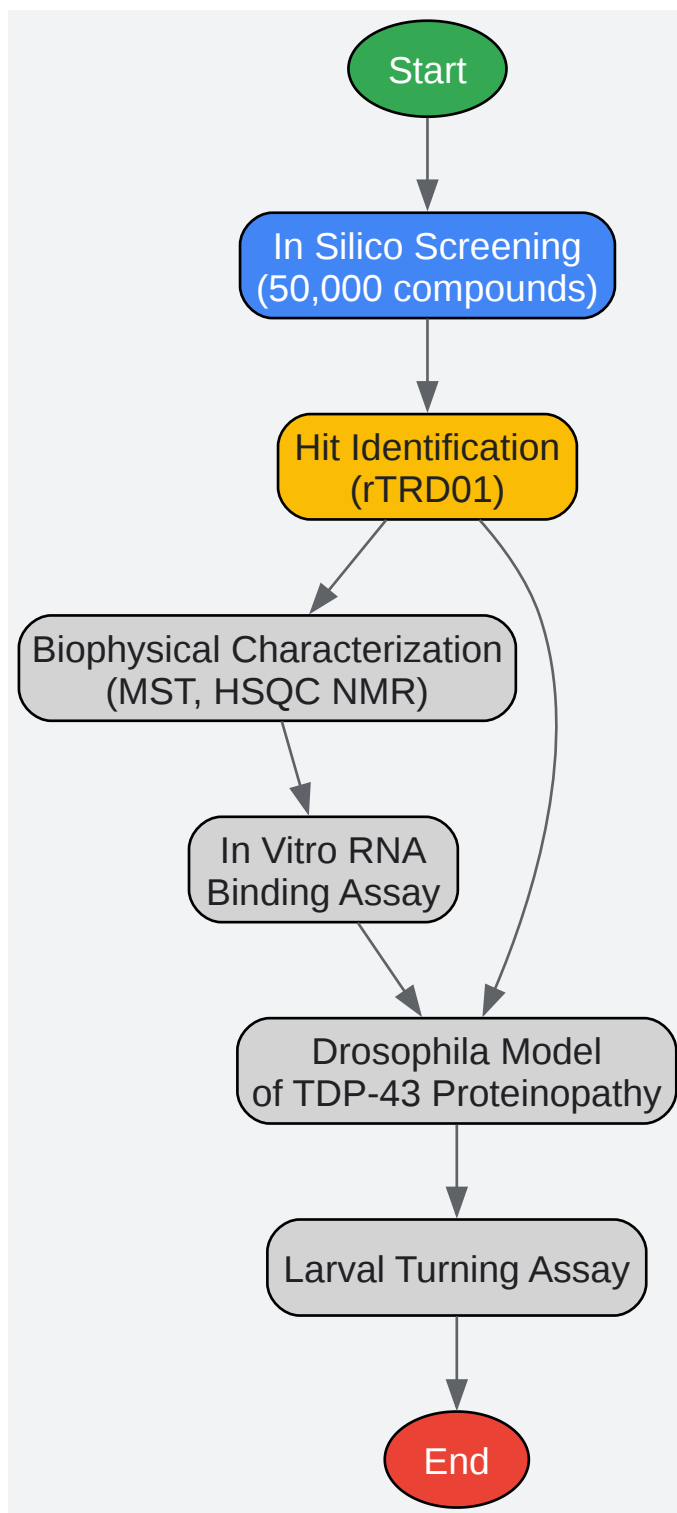 Start
In Silico Screening
(50,000 compounds)
Hit Identification
(rTRD01)
Biophysical Characterization
(MST, HSQC NMR)
In Vitro RNA
Binding Assay
Drosophila Model
of TDP-43 Proteinopathy
Larval Turning Assay
End